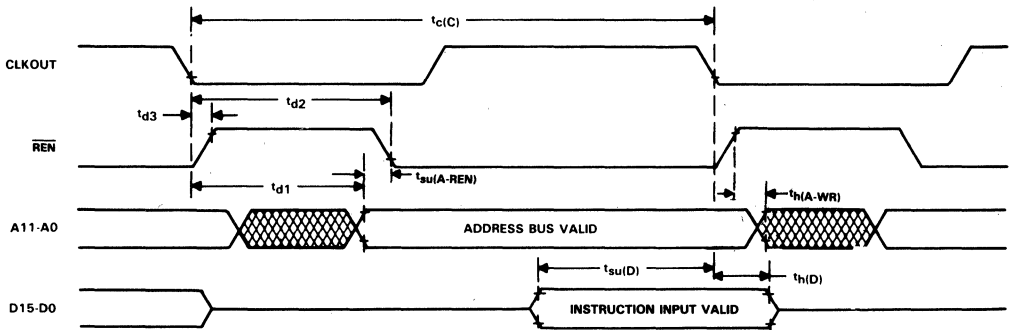 tc(C)
CLKOUT
td2
td3
REN
tsu(A-REN)
td1
th(A-WR)
A11-A0
ADDRESS BUS VALID
tsu(D)
th(D)
D15-D0
INSTRUCTION INPUT VALID